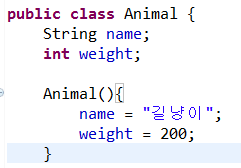 public class Animal {
String name;
int weight;
Animal(){
name = "길냥이";
weight = 200;
}